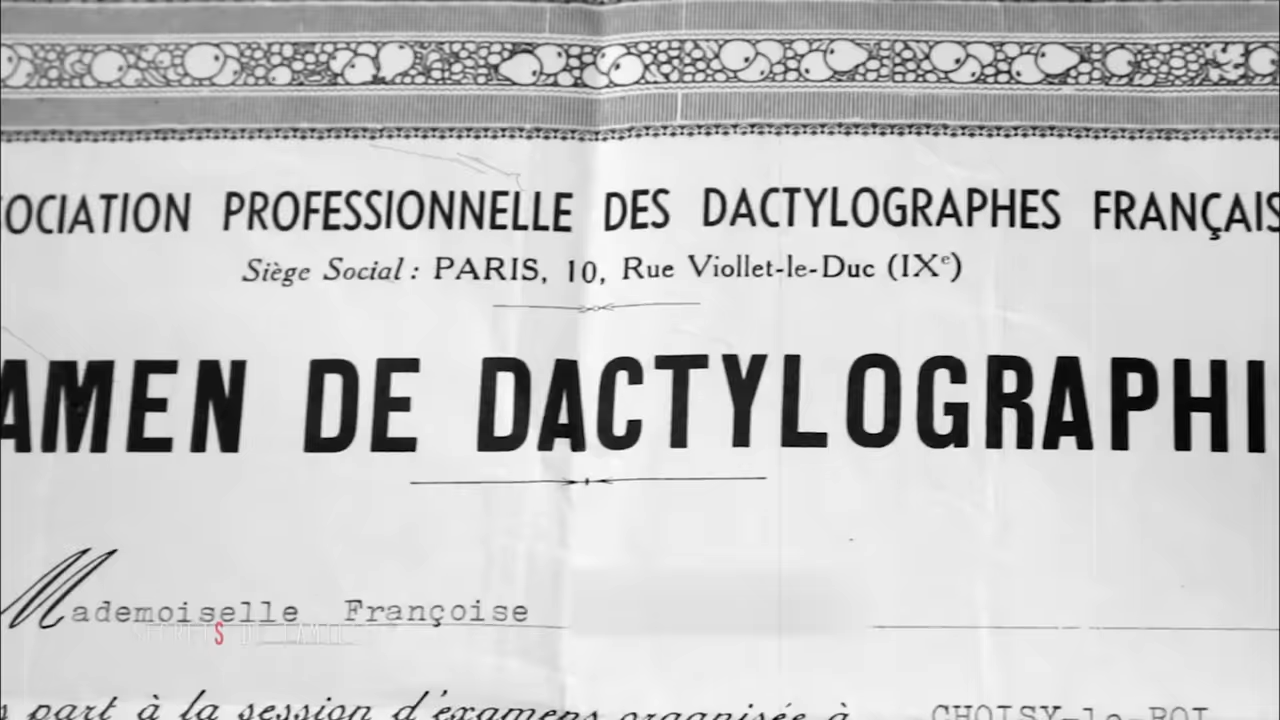 OCIATION PROFESSIONNELLE DES DACTYLOGRAPHES FRANÇAIS
Siège Social : PARIS, 10, Rue Viollet-le-Duc (IXᵉ)
AMEN DE DACTYLOGRAPHI
Mademoiselle Françoise
part à la session d'examens organisée à CHOISY-le-ROI